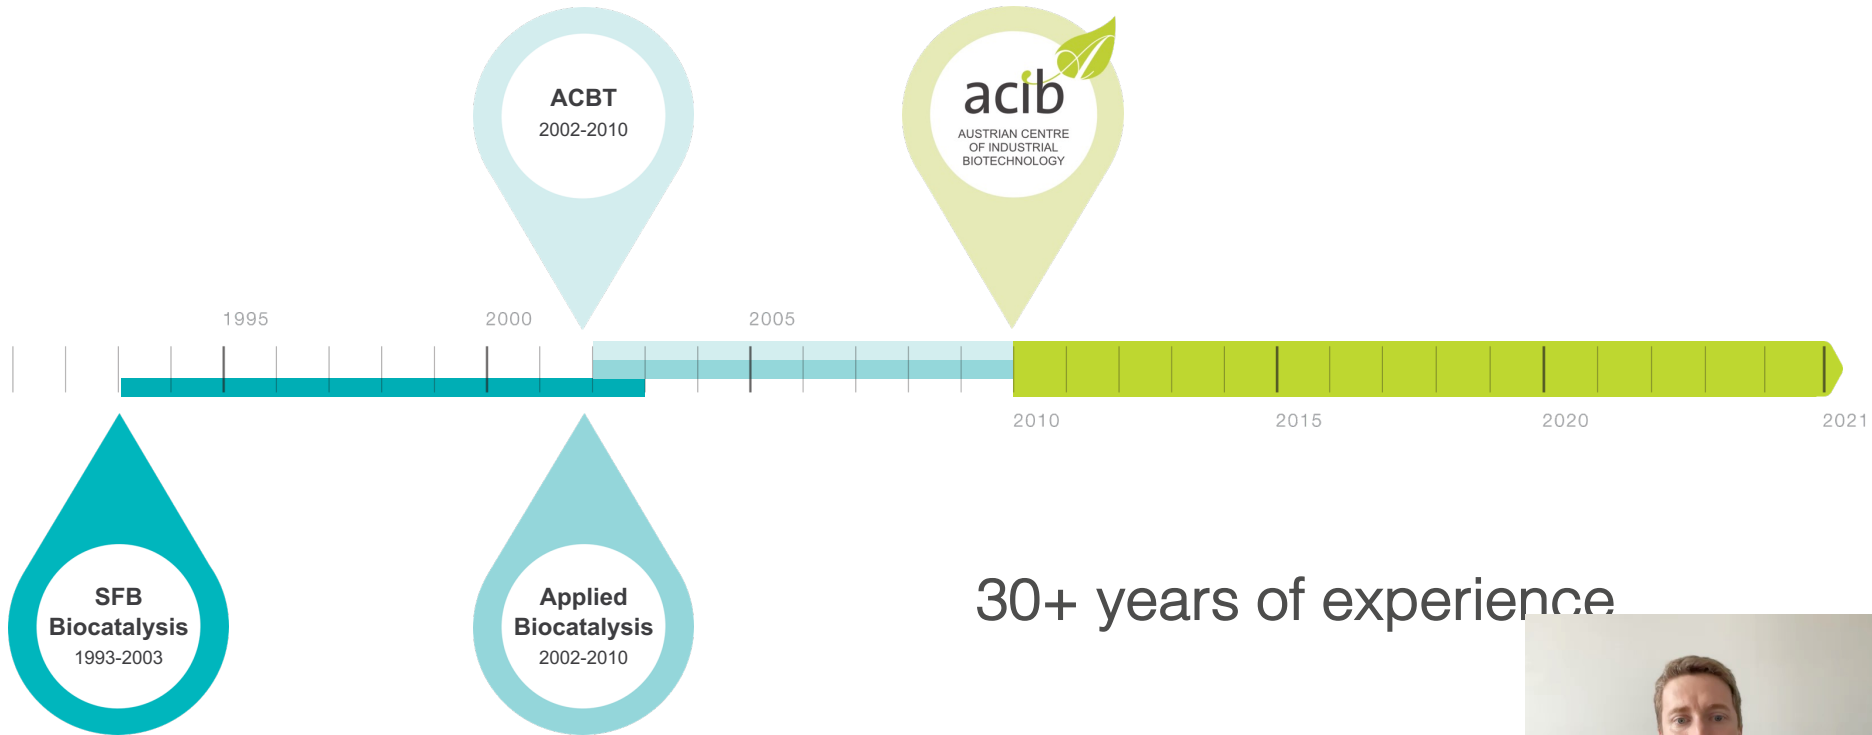 ACBT
2002-2010
acib
AUSTRIAN CENTRE
OF INDUSTRIAL
BIOTECHNOLOGY
1995
2000
2005
2010
2015
2020
2021
SFB
Biocatalysis
1993-2003
Applied
Biocatalysis
2002-2010
30+ years of experience